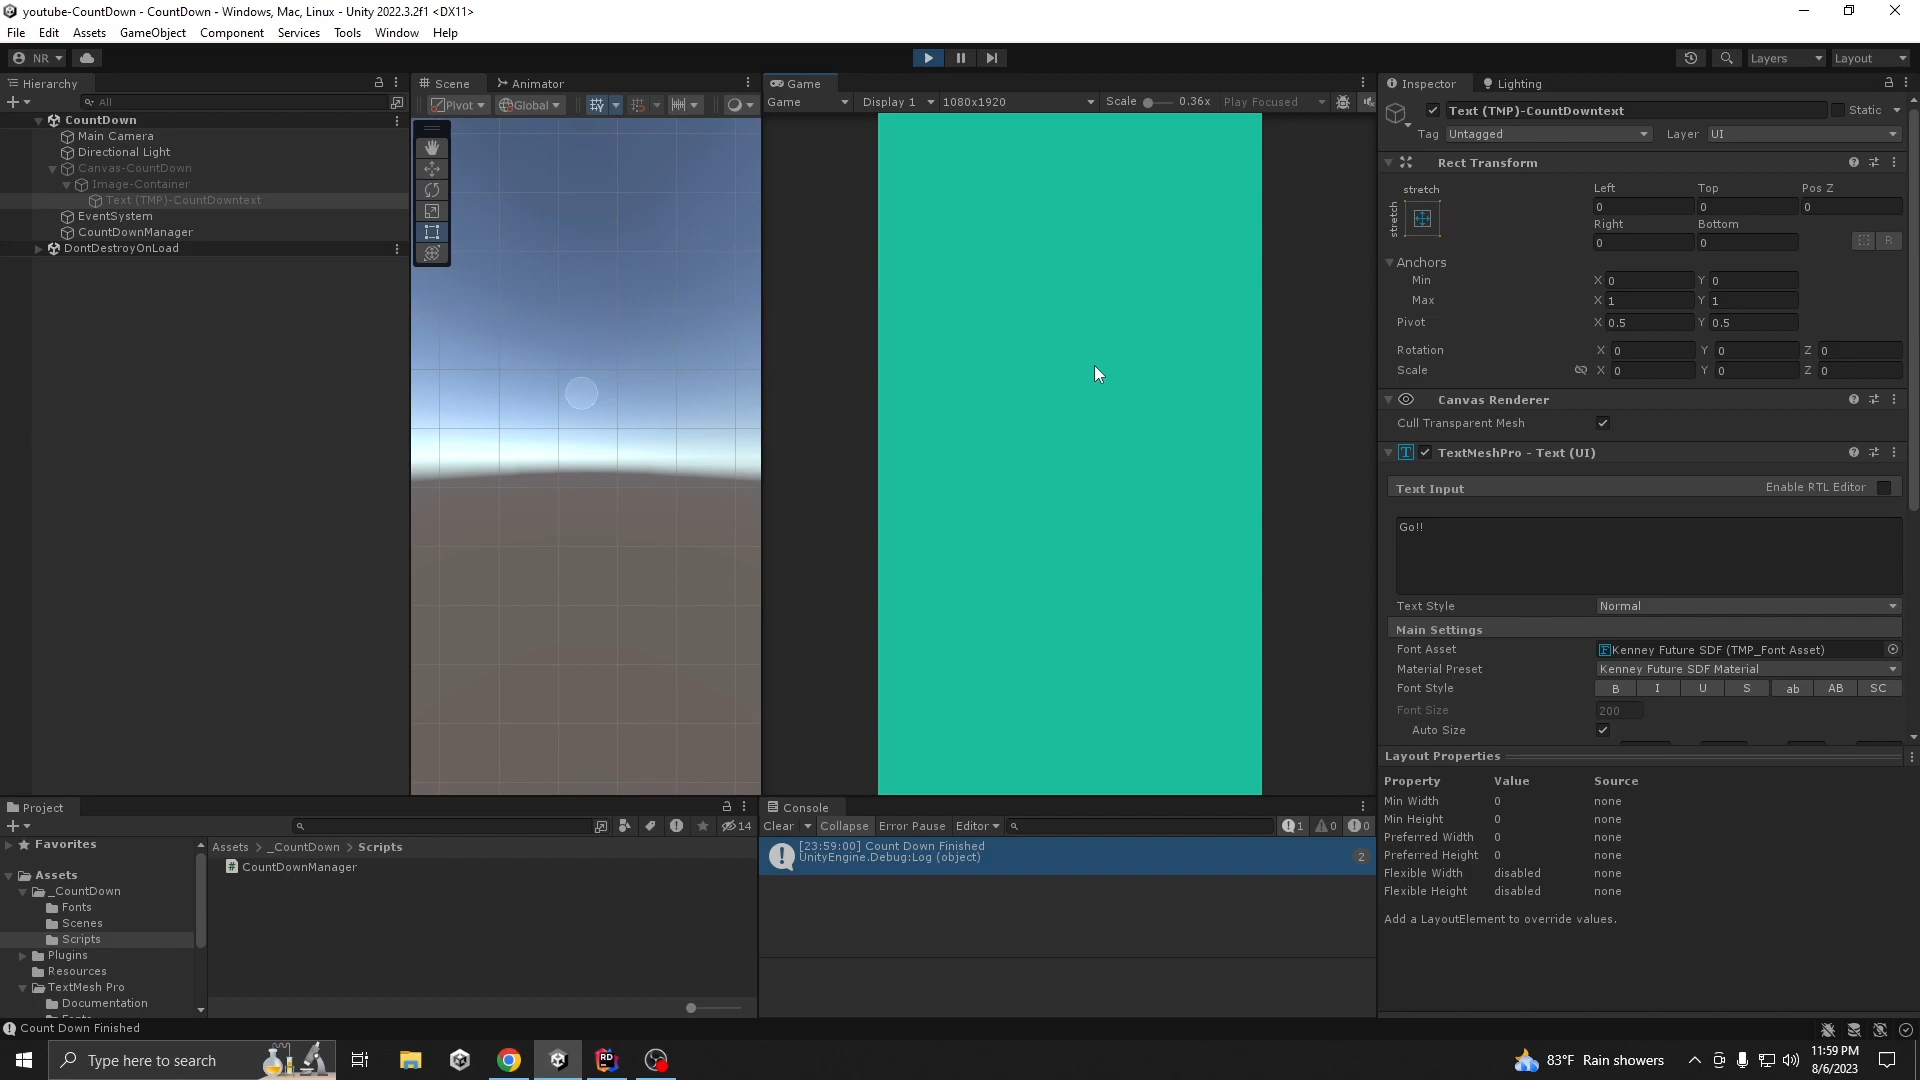 youtube-CountDown - CountDown - Windows, Mac, Linux - Unity 2022.3.2f1 <DX11>
File Edit Assets GameObject Component Services Tools Window Help
NR Layers Layout
Hierarchy
All
CountDown
Main Camera
Directional Light
Canvas-CountDown
Image-Container
Text (TMP)-CountDowntext
EventSystem
CountDownManager
DontDestroyOnLoad
Scene Animator
Pivot Global
Game
Game Display 1 1080x1920 Scale 0.36x Play Focused
Inspector Lighting
Text (TMP)-CountDowntext Static
Tag Untagged Layer UI
Rect Transform
stretch
stretch
Left Top Pos Z
0 0 0
Right Bottom
0 0 R
Anchors
Min X 0 Y 0
Max X 1 Y 1
Pivot X 0.5 Y 0.5
Rotation X 0 Y 0 Z 0
Scale X 0 Y 0 Z 0
Canvas Renderer
Cull Transparent Mesh
TextMeshPro - Text (UI)
Text Input Enable RTL Editor
Go!!
Text Style Normal
Main Settings
Font Asset Kenney Future SDF (TMP_Font Asset)
Material Preset Kenney Future SDF Material
Font Style B I U S ab AB SC
Font Size 200
Auto Size
Layout Properties
Property Value Source
Min Width 0 none
Min Height 0 none
Preferred Width 0 none
Preferred Height 0 none
Flexible Width disabled none
Flexible Height disabled none
Add a LayoutElement to override values.
Project
14
Favorites
Assets
_CountDown
Fonts
Scenes
Scripts
Plugins
Resources
TextMesh Pro
Documentation
Assets > _CountDown > Scripts
CountDownManager
Console
Clear Collapse Error Pause Editor 1 0 0
[23:59:00] Count Down Finished
UnityEngine.Debug:Log (object)
2
Count Down Finished
Type here to search
RD
83°F Rain showers
11:59 PM
8/6/2023